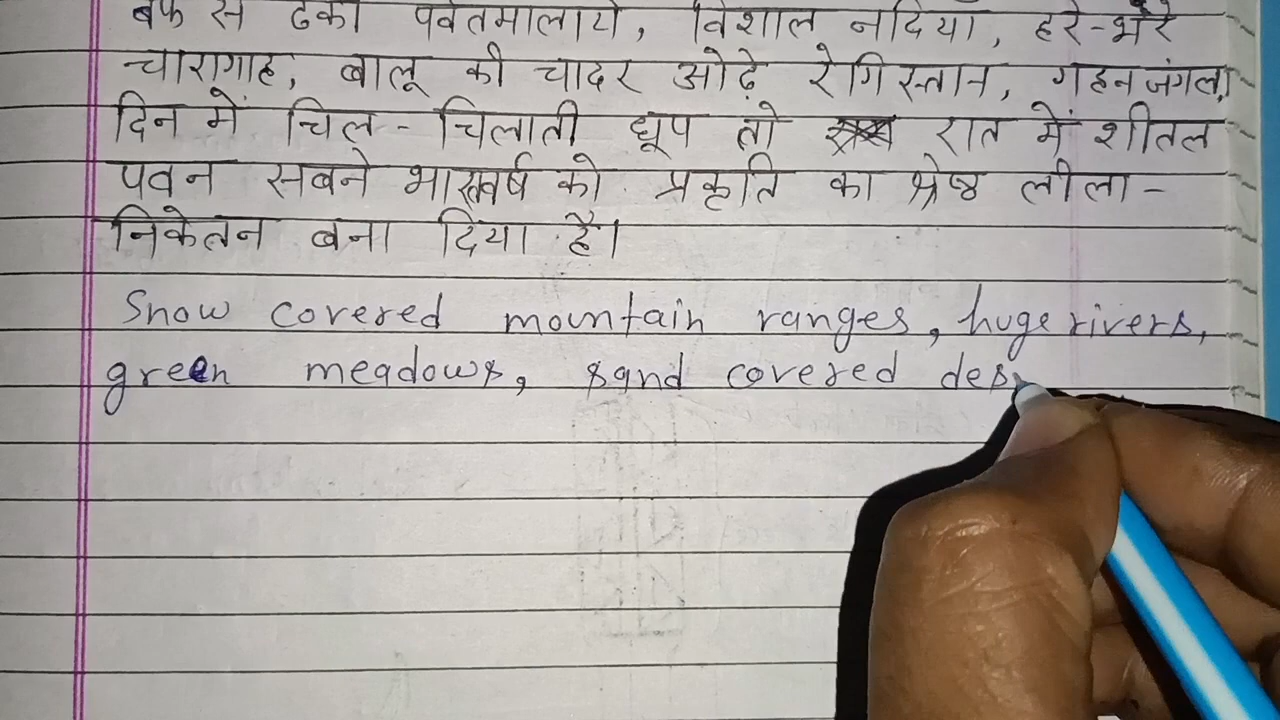 बर्फ से ढकी पर्वतमालायें, विशाल नदियाँ, हरे-भरे
चारागाह, बालू की चादर ओढ़े रेगिस्तान, गहन जंगल,
दिन में चिल-चिलाती धूप तो रात में शीतल
पवन सबने भारतवर्ष को प्रकृति का श्रेष्ठ लीला-
निकेतन बना दिया है।
Snow covered mountain ranges, huge rivers,
green meadows, sand covered des